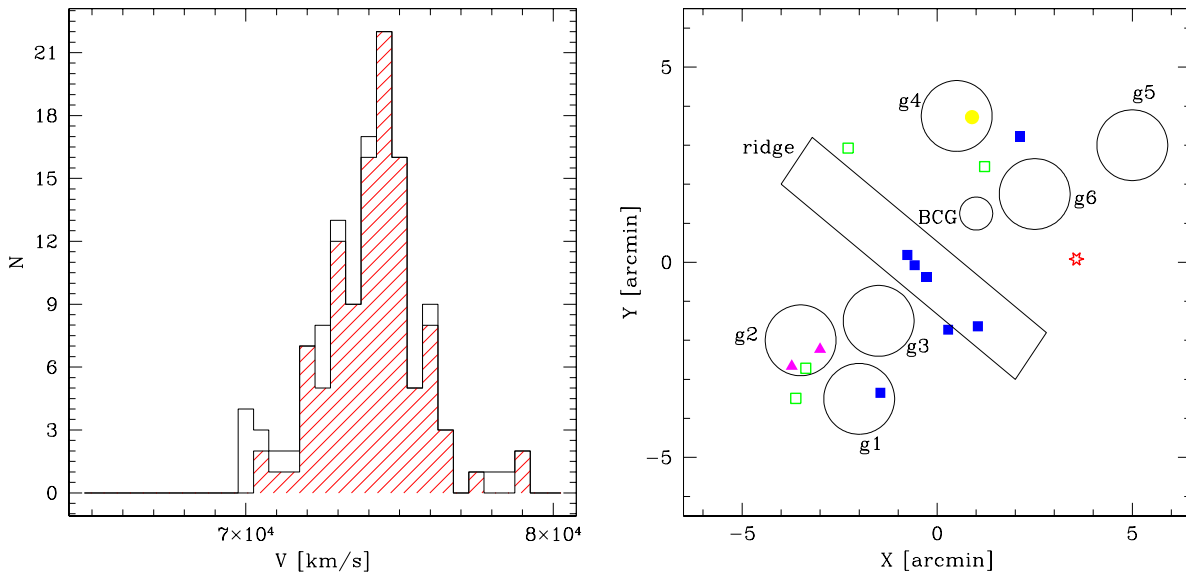 21
18
15
12
9
6
3
0
N
7×10⁴
8×10⁴
V [km/s]
5
0
−5
Y [arcmin]
g4
g5
ridge
g6
BCG
g2
g3
g1
−5
0
5
X [arcmin]